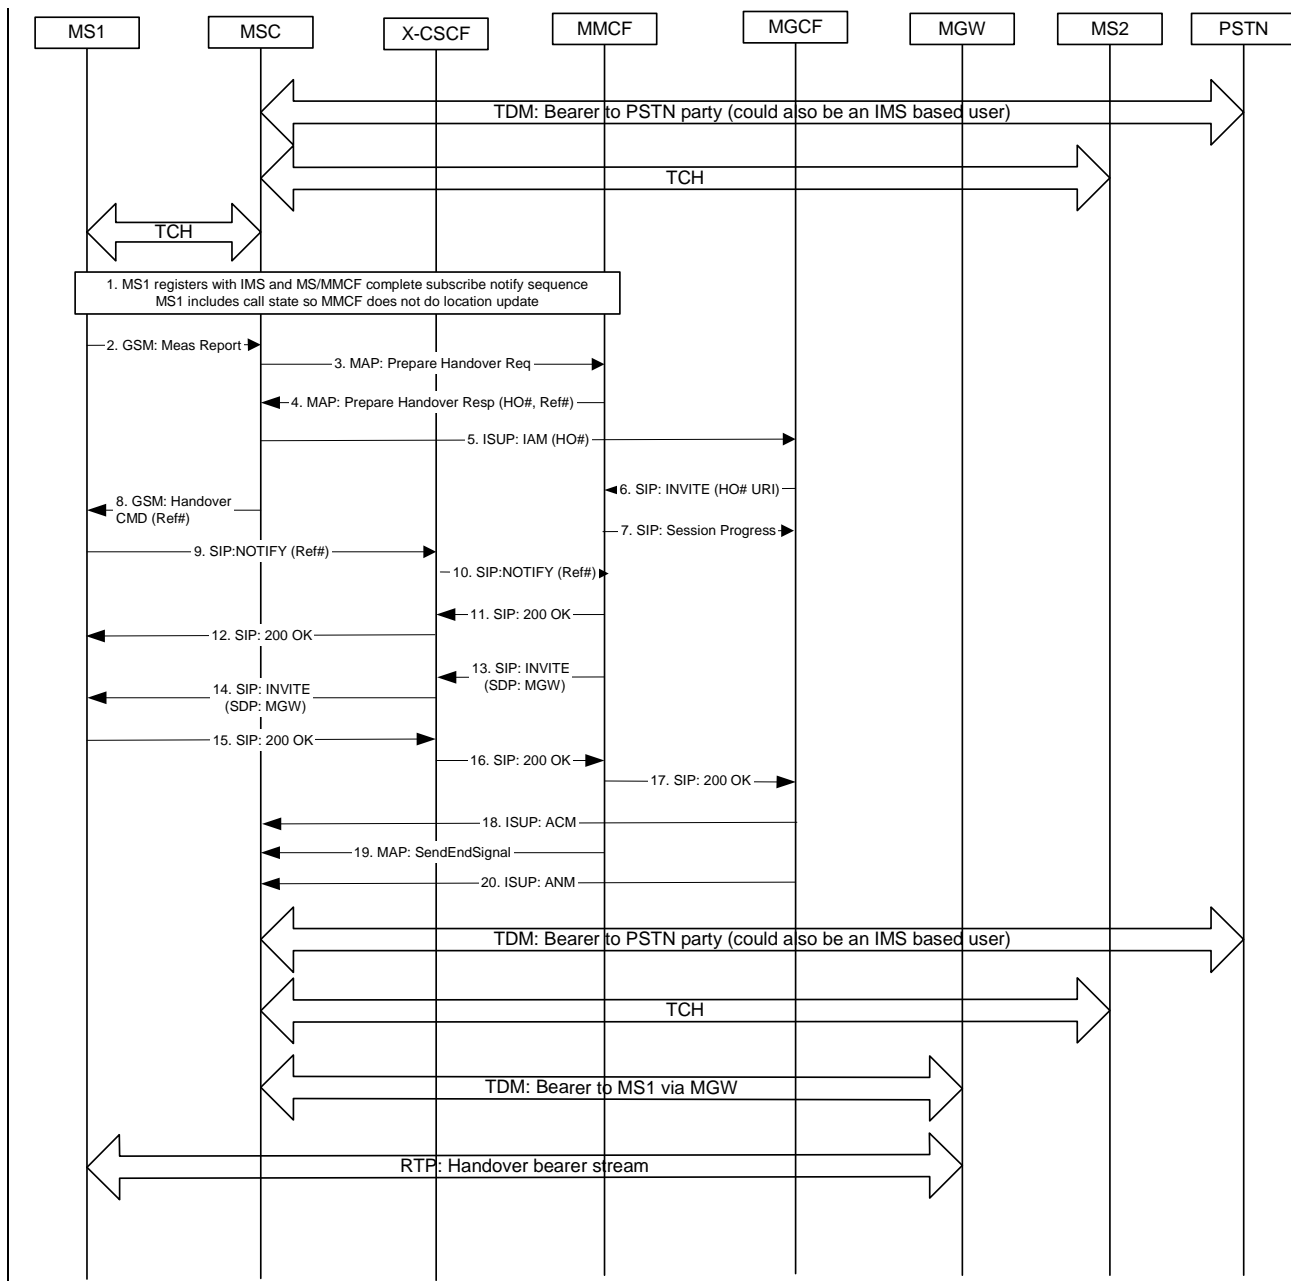 MS1
MSC
X-CSCF
MMCF
MGCF
MGW
MS2
PSTN
TDM: Bearer to PSTN party (could also be an IMS based user)
TCH
TCH
1. MS1 registers with IMS and MS/MMCF complete subscribe notify sequence
MS1 includes call state so MMCF does not do location update
2. GSM: Meas Report
3. MAP: Prepare Handover Req
4. MAP: Prepare Handover Resp (HO#, Ref#)
5. ISUP: IAM (HO#)
6. SIP: INVITE (HO# URI)
8. GSM: Handover
CMD (Ref#)
7. SIP: Session Progress
9. SIP:NOTIFY (Ref#)
10. SIP:NOTIFY (Ref#)
11. SIP: 200 OK
12. SIP: 200 OK
13. SIP: INVITE
(SDP: MGW)
14. SIP: INVITE
(SDP: MGW)
15. SIP: 200 OK
16. SIP: 200 OK
17. SIP: 200 OK
18. ISUP: ACM
19. MAP: SendEndSignal
20. ISUP: ANM
TDM: Bearer to PSTN party (could also be an IMS based user)
TCH
TDM: Bearer to MS1 via MGW
RTP: Handover bearer stream